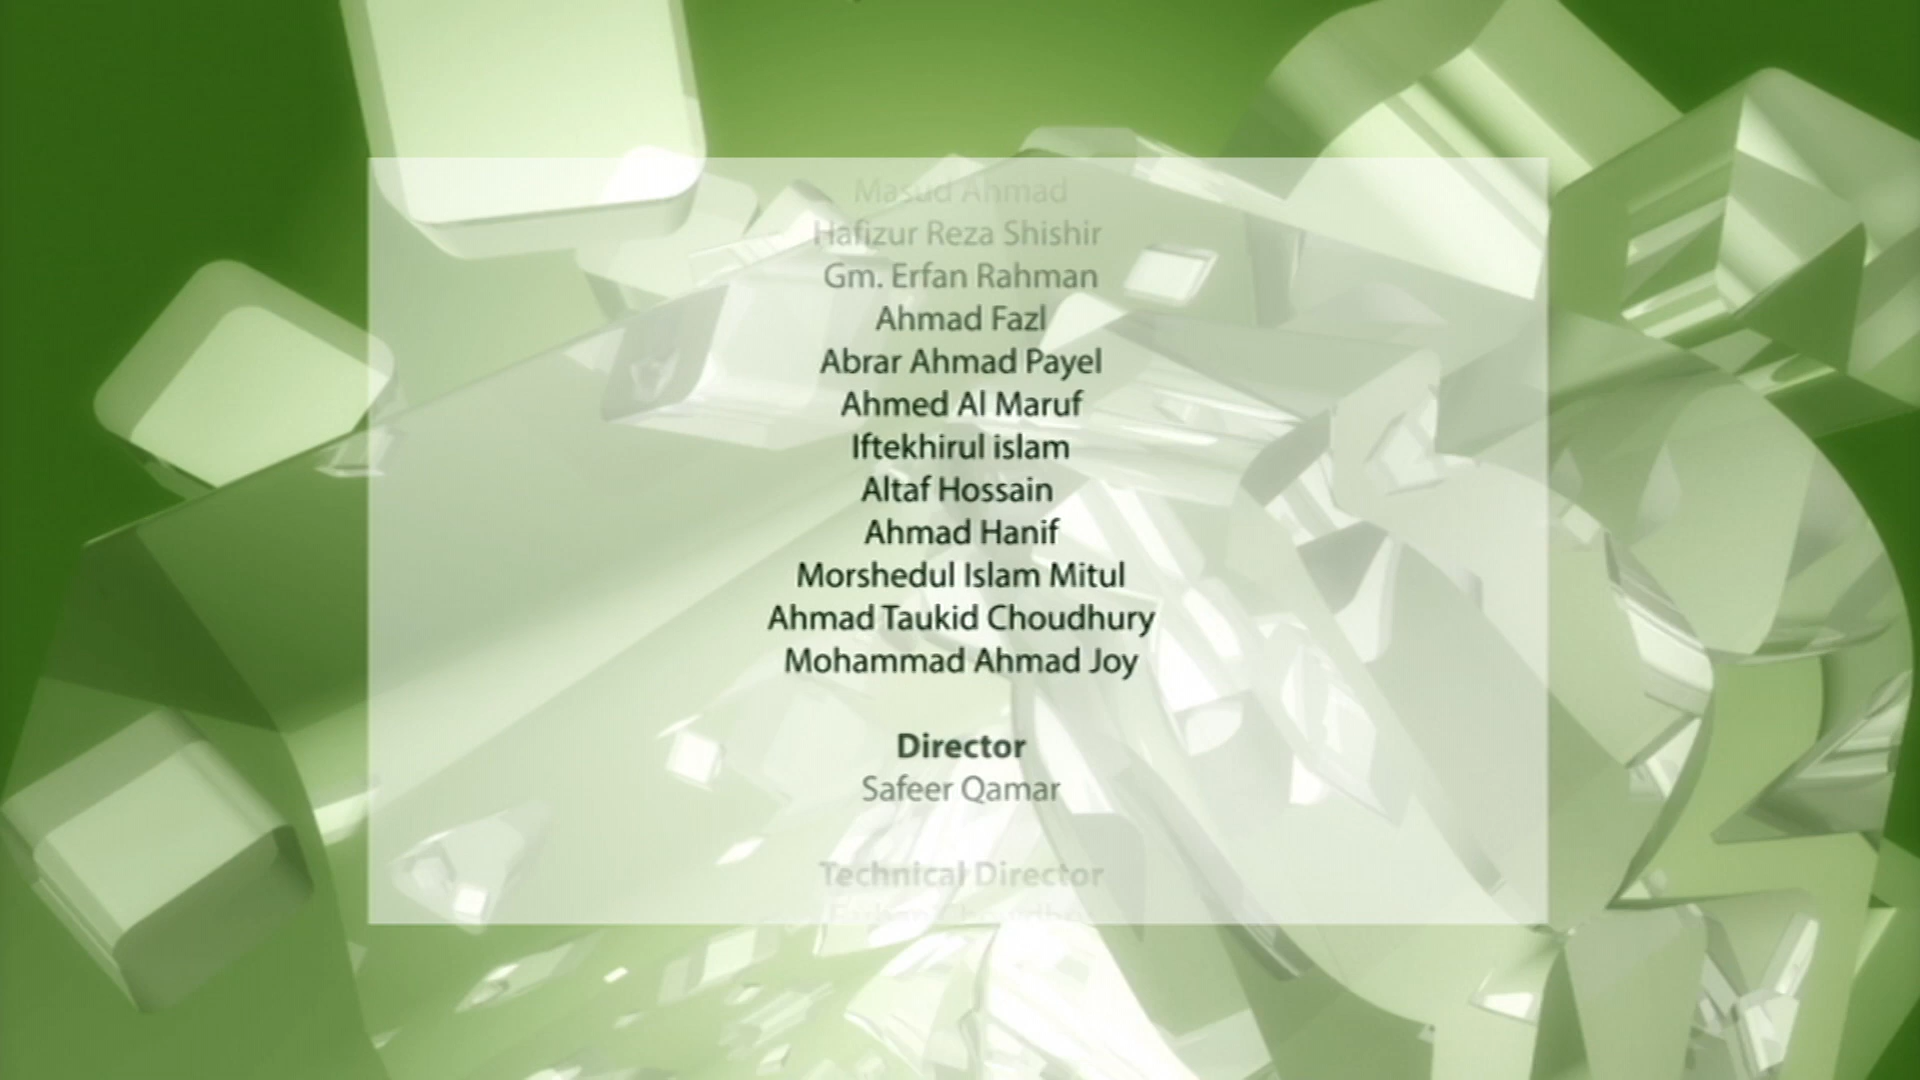 Masud Ahmad
Hafizur Reza Shishir
Gm. Erfan Rahman
Ahmad Fazl
Abrar Ahmad Payel
Ahmed Al Maruf
Iftekhirul islam
Altaf Hossain
Ahmad Hanif
Morshedul Islam Mitul
Ahmad Taukid Choudhury
Mohammad Ahmad Joy
Director
Safeer Qamar
Technical Director